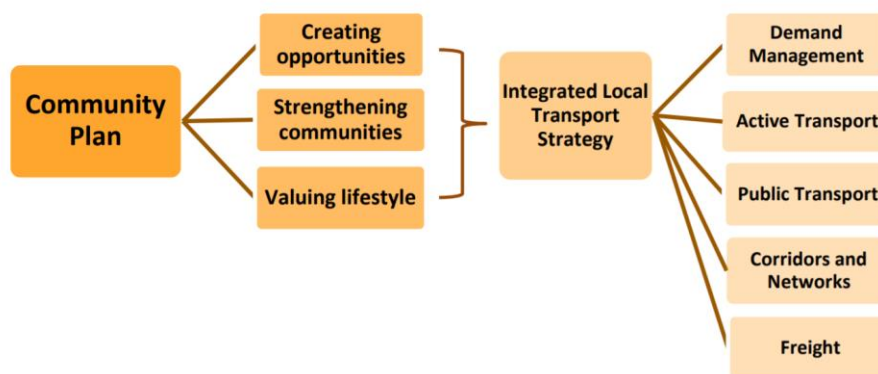 Community
Plan
Creating
opportunities
Strengthening
communities
Valuing lifestyle
Integrated Local
Transport
Strategy
Demand
Management
Active Transport
Public Transport
Corridors and
Networks
Freight